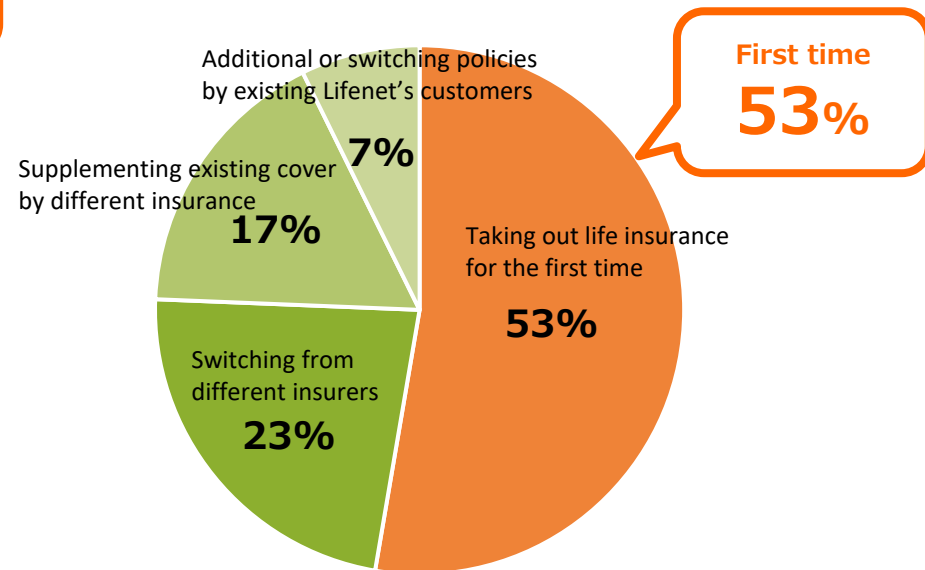 First time
53%
Additional or switching policies
by existing Lifenet’s customers
7%
Supplementing existing cover
by different insurance
17%
Taking out life insurance
for the first time
53%
Switching from
different insurers
23%